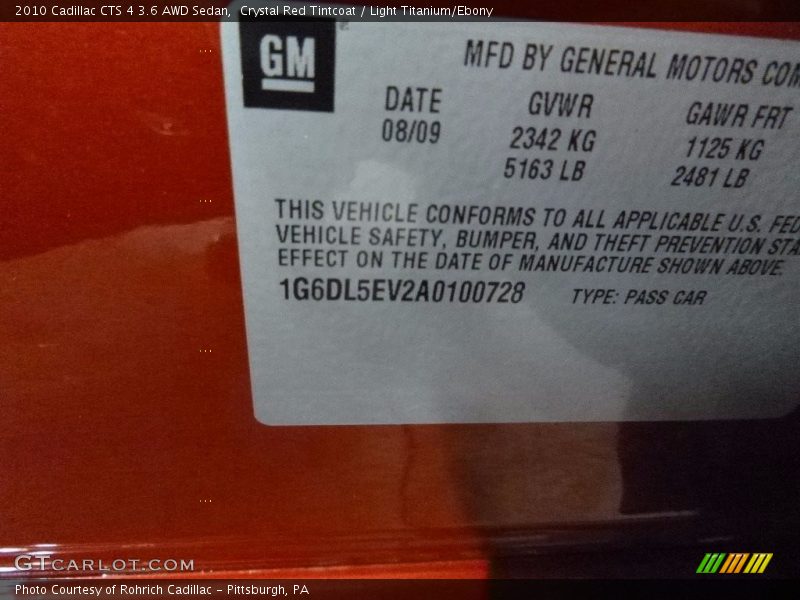 2010 Cadillac CTS 4 3.6 AWD Sedan,  Crystal Red Tintcoat / Light Titanium/Ebony
GM
MFD BY GENERAL MOTORS COM
DATE GVWR GAWR FRT
08/09 2342 KG 1125 KG
5163 LB 2481 LB
THIS VEHICLE CONFORMS TO ALL APPLICABLE U.S. FED
VEHICLE SAFETY, BUMPER, AND THEFT PREVENTION STA
EFFECT ON THE DATE OF MANUFACTURE SHOWN ABOVE.
1G6DL5EV2A0100728 TYPE: PASS CAR
GTCARLOT.COM
Photo Courtesy of Rohrich Cadillac – Pittsburgh, PA